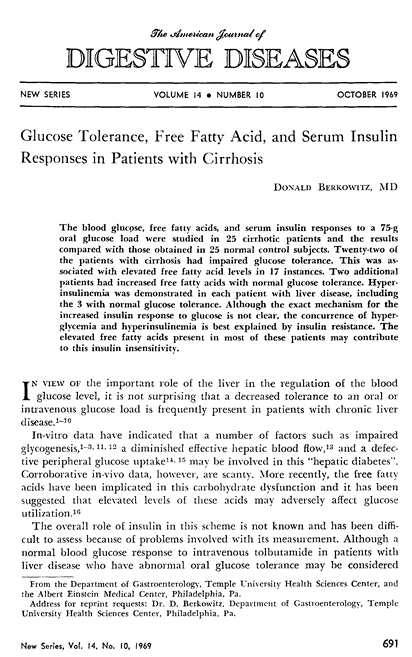 The American Journal of
DIGESTIVE DISEASES
NEW SERIES VOLUME 14 • NUMBER 10 OCTOBER 1969
Glucose Tolerance, Free Fatty Acid, and Serum Insulin
Responses in Patients with Cirrhosis
DONALD BERKOWITZ, MD
The blood glucose, free fatty acids, and serum insulin responses to a 75-g
oral glucose load were studied in 25 cirrhotic patients and the results
compared with those obtained in 25 normal control subjects. Twenty-two of
the patients with cirrhosis had impaired glucose tolerance. This was as-
sociated with elevated free fatty acid levels in 17 instances. Two additional
patients had increased free fatty acids with normal glucose tolerance. Hyper-
insulinemia was demonstrated in each patient with liver disease, including
the 3 with normal glucose tolerance. Although the exact mechanism for the
increased insulin response to glucose is not clear, the concurrence of hyper-
glycemia and hyperinsulinemia is best explained by insulin resistance. The
elevated free fatty acids present in most of these patients may contribute
to this insulin insensitivity.
IN VIEW OF the important role of the liver in the regulation of the blood
glucose level, it is not surprising that a decreased tolerance to an oral or
intravenous glucose load is frequently present in patients with chronic liver
disease.1–10
In-vitro data have indicated that a number of factors such as impaired
glycogenesis,1–3, 11, 12 a diminished effective hepatic blood flow,13 and a defec-
tive peripheral glucose uptake14, 15 may be involved in this "hepatic diabetes".
Corroborative in-vivo data, however, are scanty. More recently, the free fatty
acids have been implicated in this carbohydrate dysfunction and it has been
suggested that elevated levels of these acids may adversely affect glucose
utilization.16
The overall role of insulin in this scheme is not known and has been diffi-
cult to assess because of problems involved with its measurement. Although a
normal blood glucose response to intravenous tolbutamide in patients with
liver disease who have abnormal oral glucose tolerance may be considered
From the Department of Gastroenterology, Temple University Health Sciences Center, and
the Albert Einstein Medical Center, Philadelphia, Pa.
Address for reprint requests: Dr. D. Berkowitz, Department of Gastroenterology, Temple
University Health Sciences Center, Philadelphia, Pa.
New Series, Vol. 14, No. 10, 1969 691